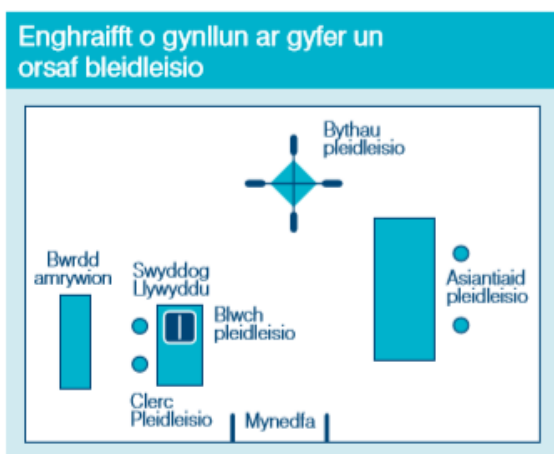 Enghraifft o gynllun ar gyfer un
orsaf bleidleisio
Bythau
pleidleisio
Bwrdd
amrywion
Swyddog
Llywyddu
Blwch
pleidleisio
Asiantiaid
pleidleisio
Clerc
Pleidleisio
Mynedfa